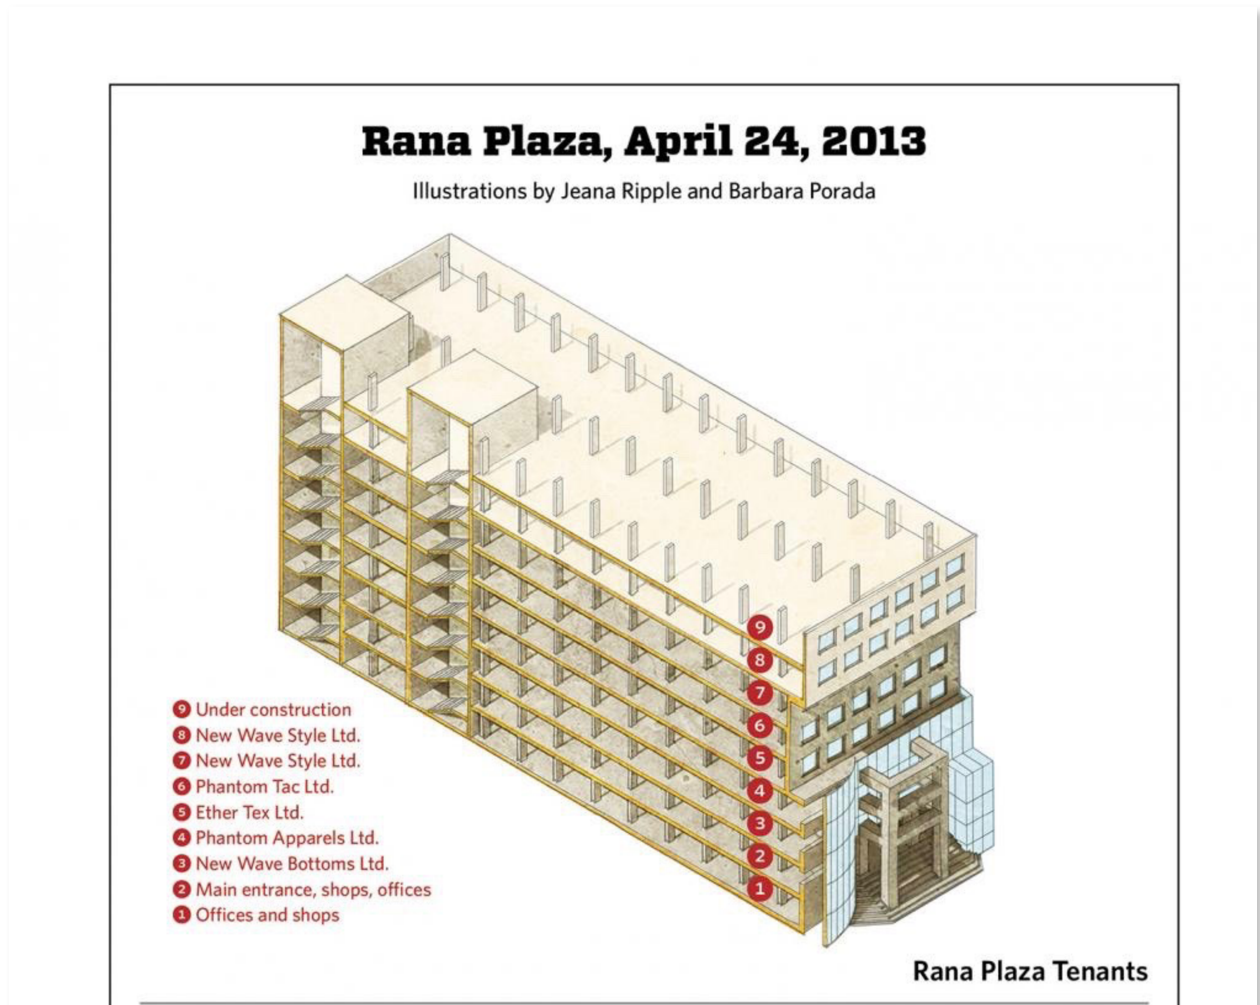 Rana Plaza, April 24, 2013
Illustrations by Jeana Ripple and Barbara Porada
9
8
7
6
5
4
3
2
1
9 Under construction
8 New Wave Style Ltd.
7 New Wave Style Ltd.
6 Phantom Tac Ltd.
5 Ether Tex Ltd.
4 Phantom Apparels Ltd.
3 New Wave Bottoms Ltd.
2 Main entrance, shops, offices
1 Offices and shops
Rana Plaza Tenants